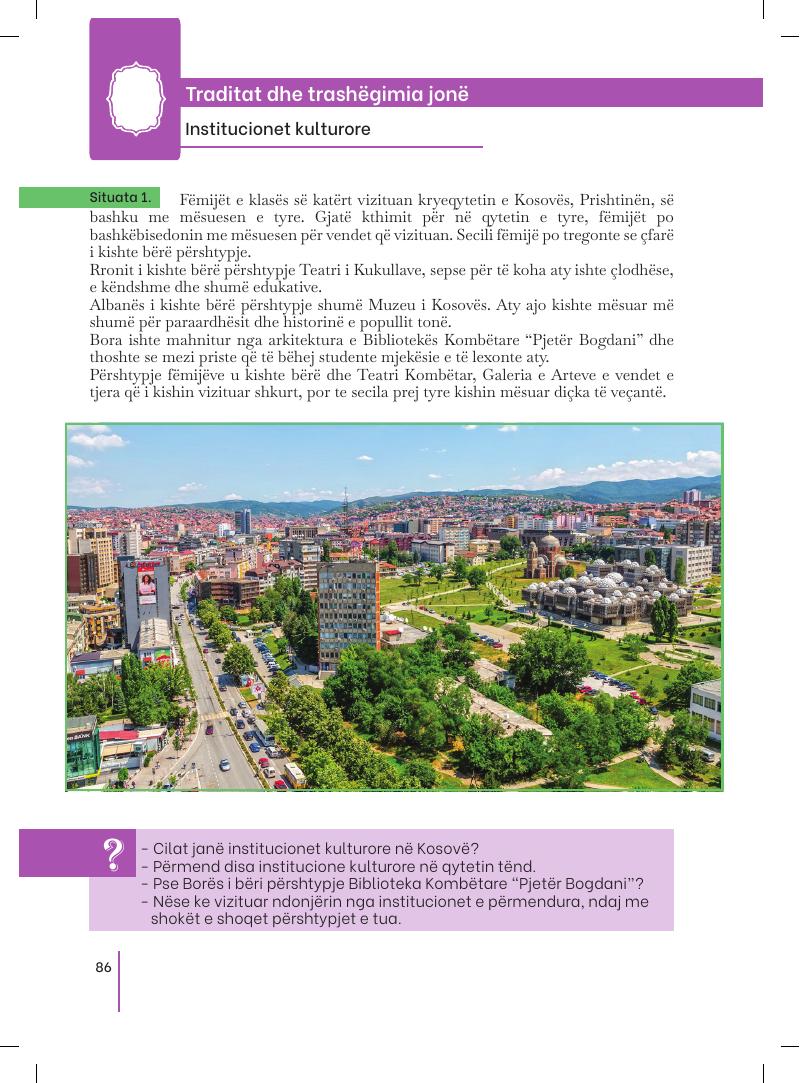 Traditat dhe trashëgimia jonë
Institucionet kulturore
Situata 1. Fëmijët e klasës së katërt vizituan kryeqytetin e Kosovës, Prishtinën, së
bashku me mësuesen e tyre. Gjatë kthimit për në qytetin e tyre, fëmijët po
bashkëbisedonin me mësuesen për vendet që vizituan. Secili fëmijë po tregonte se çfarë
i kishte bërë përshtypje.
Rronit i kishte bërë përshtypje Teatri i Kukullave, sepse për të koha aty ishte çlodhëse,
e këndshme dhe shumë edukative.
Albanës i kishte bërë përshtypje shumë Muzeu i Kosovës. Aty ajo kishte mësuar më
shumë për paraardhësit dhe historinë e popullit tonë.
Bora ishte mahnitur nga arkitektura e Bibliotekës Kombëtare “Pjetër Bogdani” dhe
thoshte se mezi priste që të bëhej studente mjekësie e të lexonte aty.
Përshtypje fëmijëve u kishte bërë dhe Teatri Kombëtar, Galeria e Arteve e vendet e
tjera që i kishin vizituar shkurt, por te secila prej tyre kishin mësuar diçka të veçantë.
?
- Cilat janë institucionet kulturore në Kosovë?
- Përmend disa institucione kulturore në qytetin tënd.
- Pse Borës i bëri përshtypje Biblioteka Kombëtare “Pjetër Bogdani”?
- Nëse ke vizituar ndonjërin nga institucionet e përmendura, ndaj me
shokët e shoqet përshtypjet e tua.
86